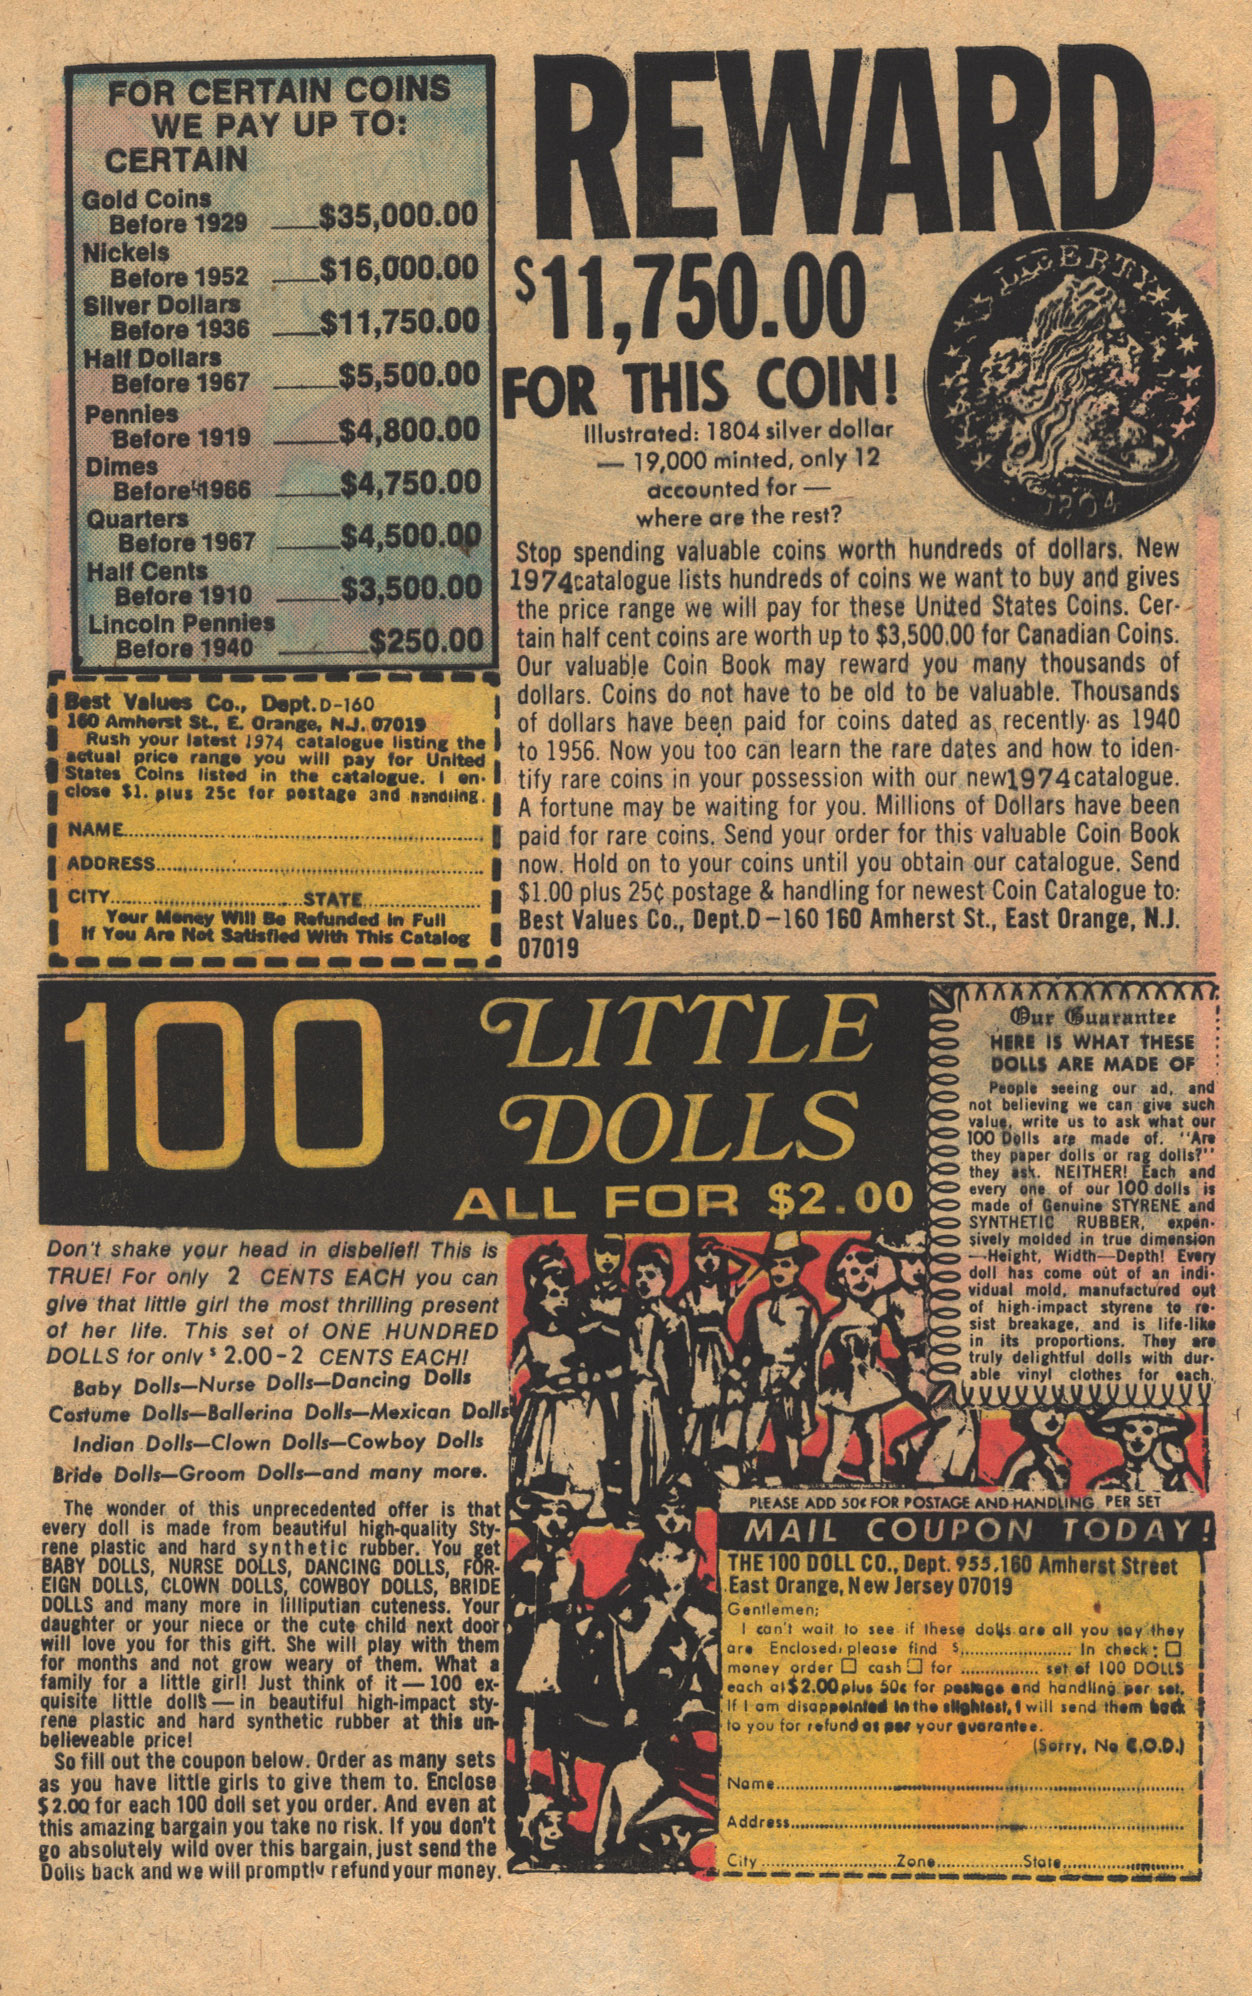 FOR CERTAIN COINS
WE PAY UP TO:
CERTAIN
Gold Coins
Before 1929 $35,000.00
Nickels
Before 1952 $16,000.00
Silver Dollars
Before 1936 $11,750.00
Half Dollars
Before 1967 $5,500.00
Pennies
Before 1919 $4,800.00
Dimes
Before 1966 $4,750.00
Quarters
Before 1967 $4,500.00
Half Cents
Before 1910 $3,500.00
Lincoln Pennies
Before 1940 $250.00
Best Values Co., Dept. D-160
160 Amherst St., E. Orange, N.J. 07019
Rush your latest 1974 catalogue listing the
actual price range you will pay for United
States Coins listed in the catalogue. I en-
close $1. plus 25c for postage and handling.
NAME
ADDRESS
CITY STATE
Your Money Will Be Refunded in Full
If You Are Not Satisfied With This Catalog
REWARD
$11,750.00
FOR THIS COIN!
LIBERTY
1804
Illustrated: 1804 silver dollar
— 19,000 minted, only 12
accounted for —
where are the rest?
Stop spending valuable coins worth hundreds of dollars. New
1974 catalogue lists hundreds of coins we want to buy and gives
the price range we will pay for these United States Coins. Cer-
tain half cent coins are worth up to $3,500.00 for Canadian Coins.
Our valuable Coin Book may reward you many thousands of
dollars. Coins do not have to be old to be valuable. Thousands
of dollars have been paid for coins dated as recently as 1940
to 1956. Now you too can learn the rare dates and how to iden-
tify rare coins in your possession with our new 1974 catalogue.
A fortune may be waiting for you. Millions of Dollars have been
paid for rare coins. Send your order for this valuable Coin Book
now. Hold on to your coins until you obtain our catalogue. Send
$1.00 plus 25¢ postage & handling for newest Coin Catalogue to:
Best Values Co., Dept. D-160 160 Amherst St., East Orange, N.J.
07019
100 LITTLE
DOLLS
ALL FOR $2.00
Our Guarantee
HERE IS WHAT THESE
DOLLS ARE MADE OF
People seeing our ad, and
not believing we can give such
value, write us to ask what our
100 Dolls are made of. "Are
they paper dolls or rag dolls?"
they ask. NEITHER! Each and
every one of our 100 dolls is
made of Genuine STYRENE and
SYNTHETIC RUBBER, expen-
sively molded in true dimension
—Height, Width—Depth! Every
doll has come out of an indi-
vidual mold, manufactured out
of high-impact styrene to re-
sist breakage, and is life-like
in its proportions. They are
truly delightful dolls with dur-
able vinyl clothes for each.
Don't shake your head in disbelief! This is
TRUE! For only 2 CENTS EACH you can
give that little girl the most thrilling present
of her life. This set of ONE HUNDRED
DOLLS for only $2.00-2 CENTS EACH!
Baby Dolls—Nurse Dolls—Dancing Dolls
Costume Dolls—Ballerina Dolls—Mexican Dolls
Indian Dolls—Clown Dolls—Cowboy Dolls
Bride Dolls—Groom Dolls—and many more.
The wonder of this unprecedented offer is that
every doll is made from beautiful high-quality Sty-
rene plastic and hard synthetic rubber. You get
BABY DOLLS, NURSE DOLLS, DANCING DOLLS, FOR-
EIGN DOLLS, CLOWN DOLLS, COWBOY DOLLS, BRIDE
DOLLS and many more in lilliputian cuteness. Your
daughter or your niece or the cute child next door
will love you for this gift. She will play with them
for months and not grow weary of them. What a
family for a little girl! Just think of it — 100 ex-
quisite little dolls — in beautiful high-impact sty-
rene plastic and hard synthetic rubber at this un-
believeable price!
So fill out the coupon below. Order as many sets
as you have little girls to give them to. Enclose
$2.00 for each 100 doll set you order. And even at
this amazing bargain you take no risk. If you don't
go absolutely wild over this bargain, just send the
Dolls back and we will promptly refund your money.
PLEASE ADD 50¢ FOR POSTAGE AND HANDLING PER SET
MAIL COUPON TODAY!
THE 100 DOLL CO., Dept. 955, 160 Amherst Street
East Orange, New Jersey 07019
Gentlemen;
I can't wait to see if these dolls are all you say they
are Enclosed, please find $ In check: ☐
money order ☐ cash ☐ for set of 100 DOLLS
each at $2.00 plus 50c for postage and handling per set.
If I am disappointed in the slightest, I will send them back
to you for refund as per your guarantee.
(Sorry, No C.O.D.)
Name
Address
City Zone State